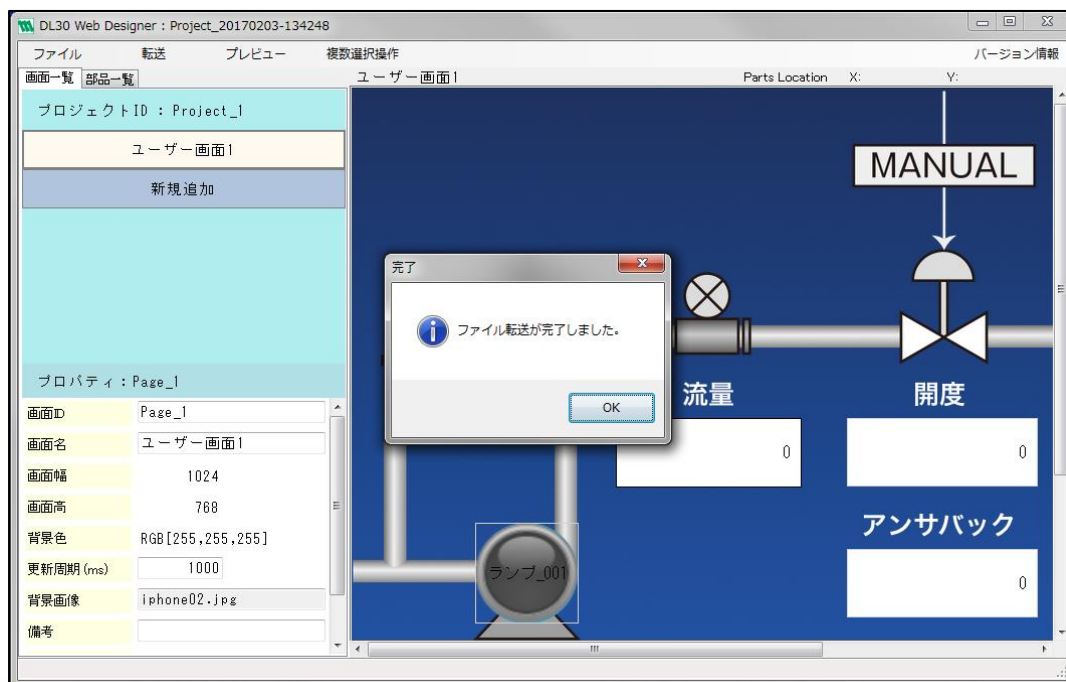 DL30 Web Designer : Project_20170203-134248
ファイル 転送 プレビュー 複数選択操作 バージョン情報
画面一覧 部品一覧 ユーザー画面1 Parts Location X: Y:
プロジェクトID : Project_1
ユーザー画面1
新規追加
MANUAL
完了
ファイル転送が完了しました。
OK
流量 開度
0 0
アンサバック
0
ランプ_001
プロパティ:Page_1
画面ID Page_1
画面名 ユーザー画面1
画面幅 1024
画面高 768
背景色 RGB[255,255,255]
更新周期(ms) 1000
背景画像 iphone02.jpg
備考